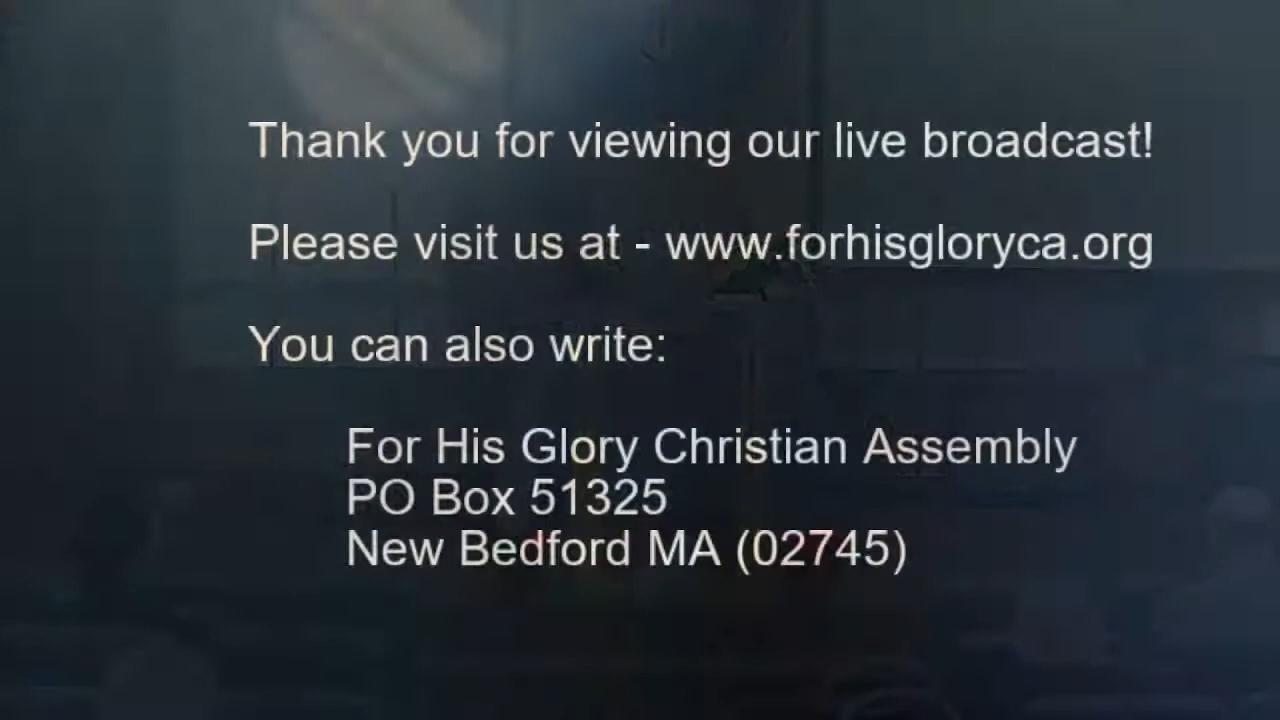 Thank you for viewing our live broadcast!
Please visit us at - www.forhisgloryca.org
You can also write:
For His Glory Christian Assembly
PO Box 51325
New Bedford MA (02745)